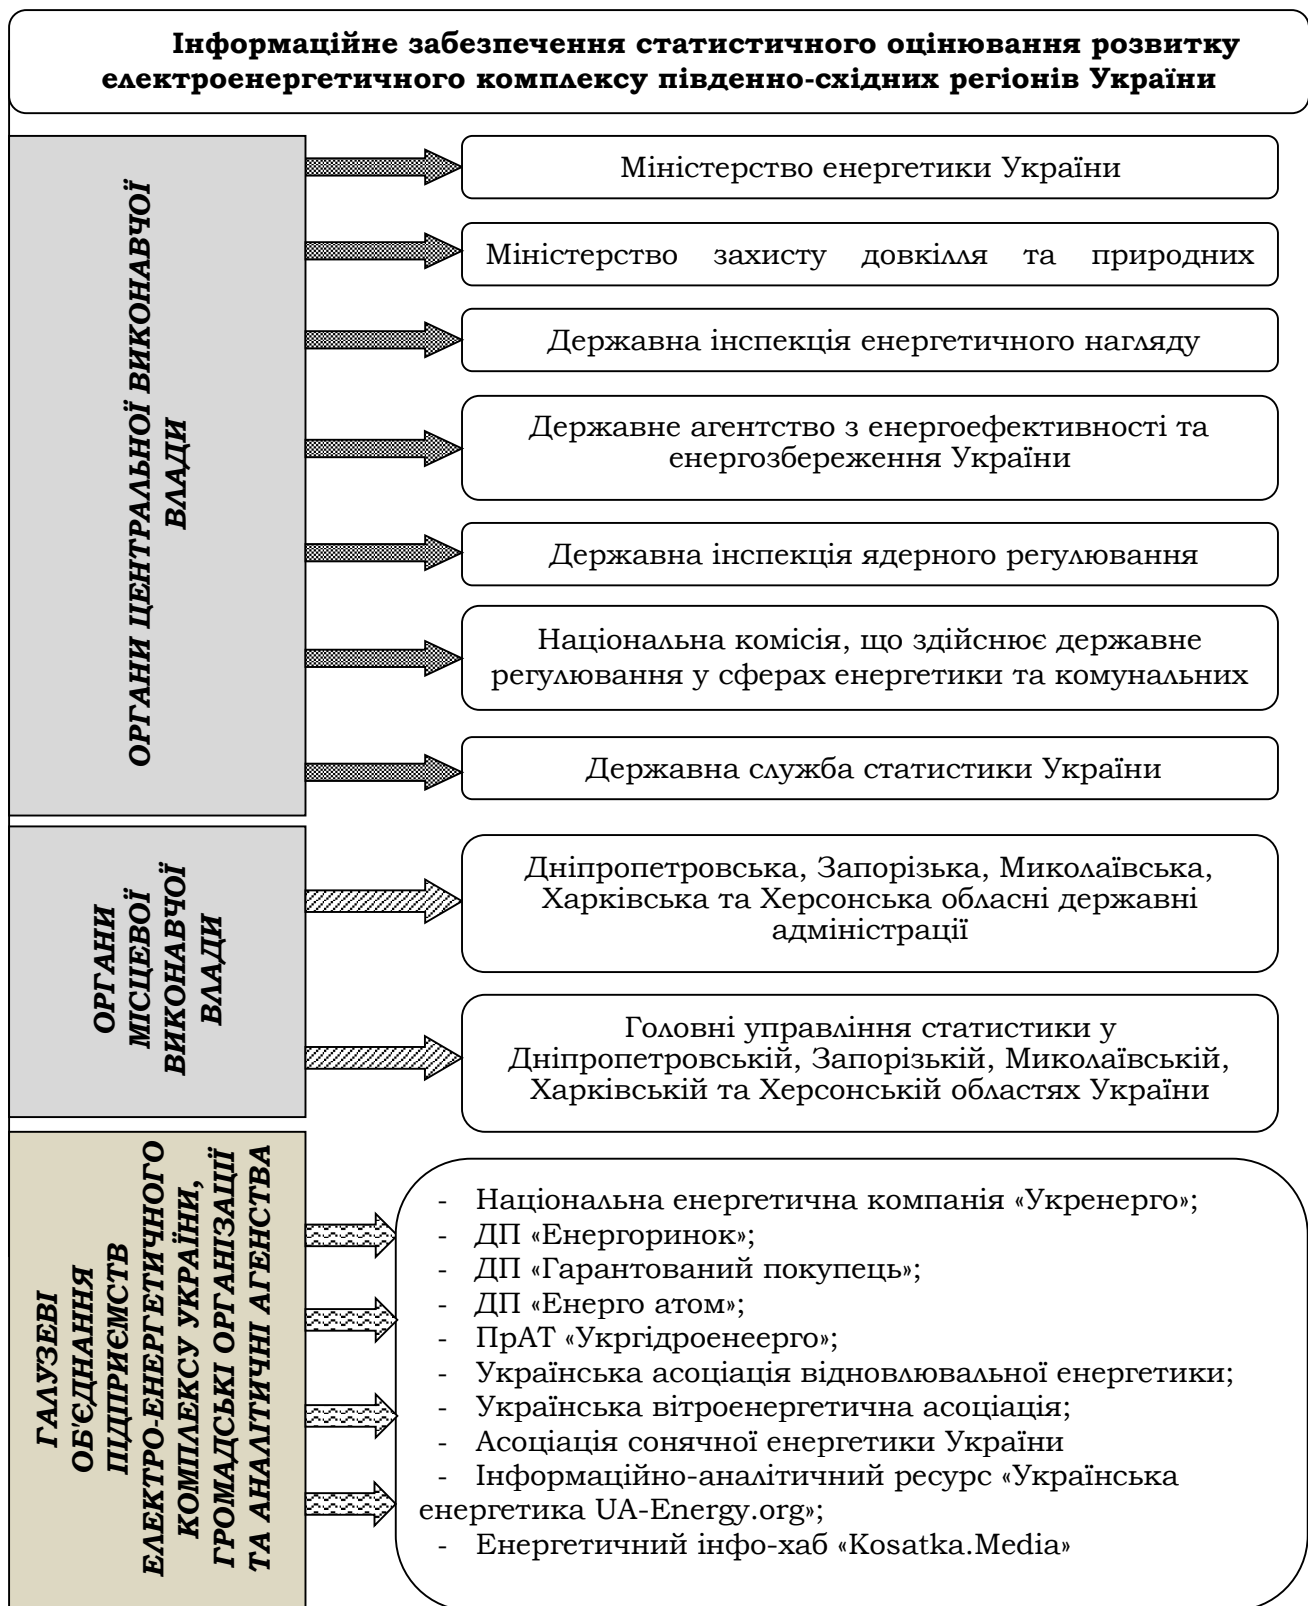 Інформаційне забезпечення статистичного оцінювання розвитку
електроенергетичного комплексу південно-східних регіонів України
ОРГАНИ ЦЕНТРАЛЬНОЇ ВИКОНАВЧОЇ
ВЛАДИ
Міністерство енергетики України
Міністерство захисту довкілля та природних
Державна інспекція енергетичного нагляду
Державне агентство з енергоефективності та
енергозбереження України
Державна інспекція ядерного регулювання
Національна комісія, що здійснює державне
регулювання у сферах енергетики та комунальних
Державна служба статистики України
ОРГАНИ
МІСЦЕВОЇ
ВИКОНАВЧОЇ
ВЛАДИ
Дніпропетровська, Запорізька, Миколаївська,
Харківська та Херсонська обласні державні
адміністрації
Головні управління статистики у
Дніпропетровській, Запорізькій, Миколаївській,
Харківській та Херсонській областях України
ГАЛУЗЕВІ
ОБ'ЄДНАННЯ
ПІДПРИЄМСТВ
ЕЛЕКТРО-ЕНЕРГЕТИЧНОГО
КОМПЛЕКСУ УКРАЇНИ,
ГРОМАДСЬКІ ОРГАНІЗАЦІЇ
ТА АНАЛІТИЧНІ АГЕНСТВА
- Національна енергетична компанія «Укренерго»;
- ДП «Енергоринок»;
- ДП «Гарантований покупець»;
- ДП «Енерго атом»;
- ПрАТ «Укргідроенеерго»;
- Українська асоціація відновлювальної енергетики;
- Українська вітроенергетична асоціація;
- Асоціація сонячної енергетики України
- Інформаційно-аналітичний ресурс «Українська
енергетика UA-Energy.org»;
- Енергетичний інфо-хаб «Kosatka.Media»